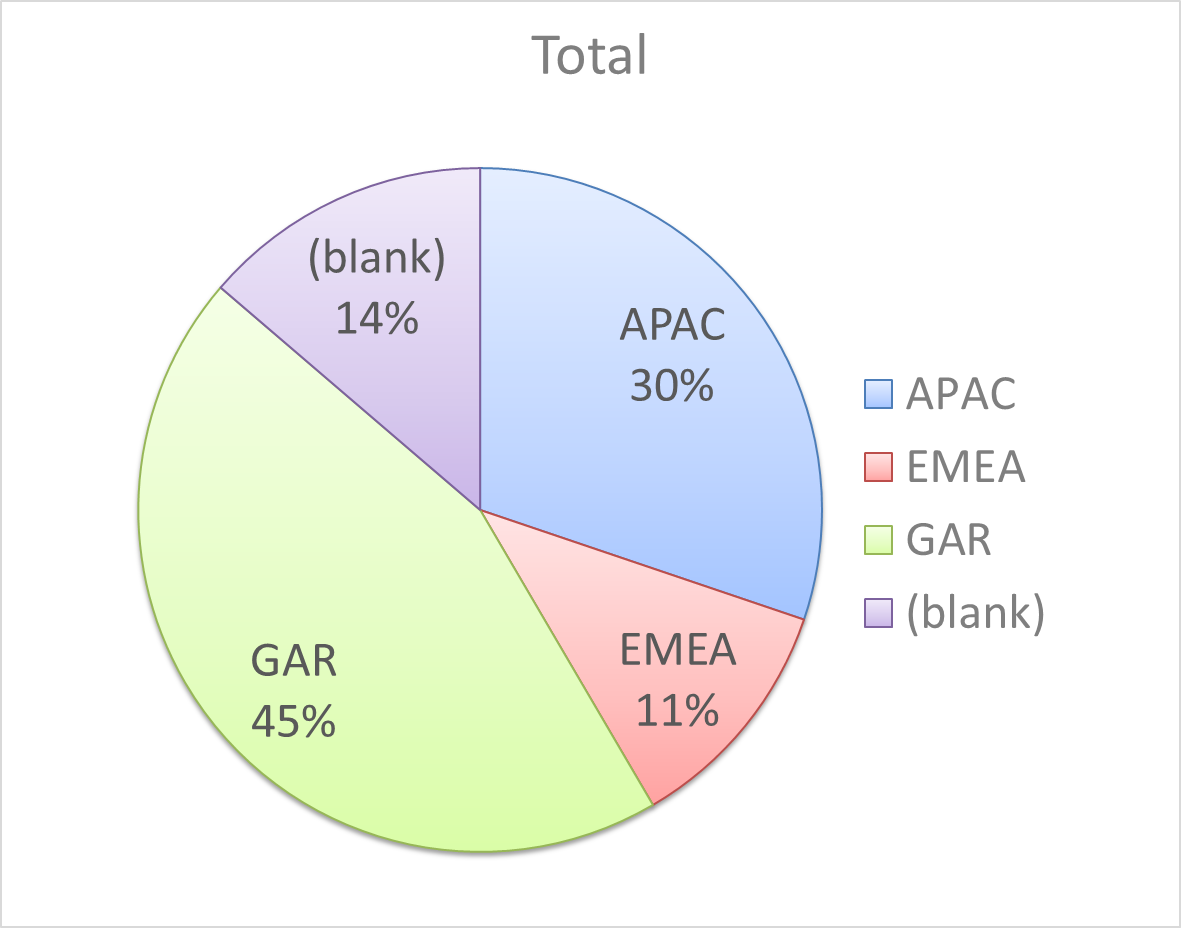 Total
(blank)
14%
APAC
30%
EMEA
11%
GAR
45%
APAC
EMEA
GAR
(blank)